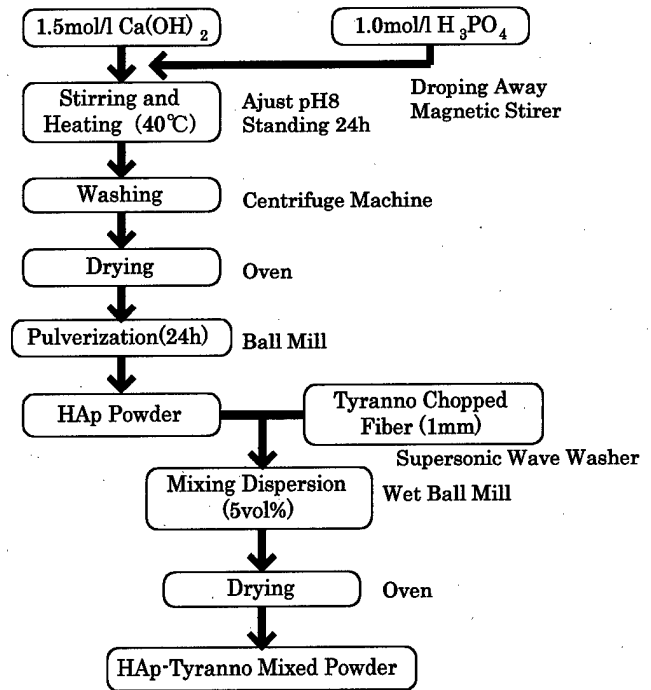 1.5mol/l Ca(OH)₂
1.0mol/l H₃PO₄
Droping Away
Magnetic Stirer
Stirring and
Heating (40℃)
Ajust pH8
Standing 24h
Washing
Centrifuge Machine
Drying
Oven
Pulverization(24h)
Ball Mill
HAp Powder
Tyranno Chopped
Fiber (1mm)
Supersonic Wave Washer
Mixing Dispersion
(5vol%)
Wet Ball Mill
Drying
Oven
HAp-Tyranno Mixed Powder